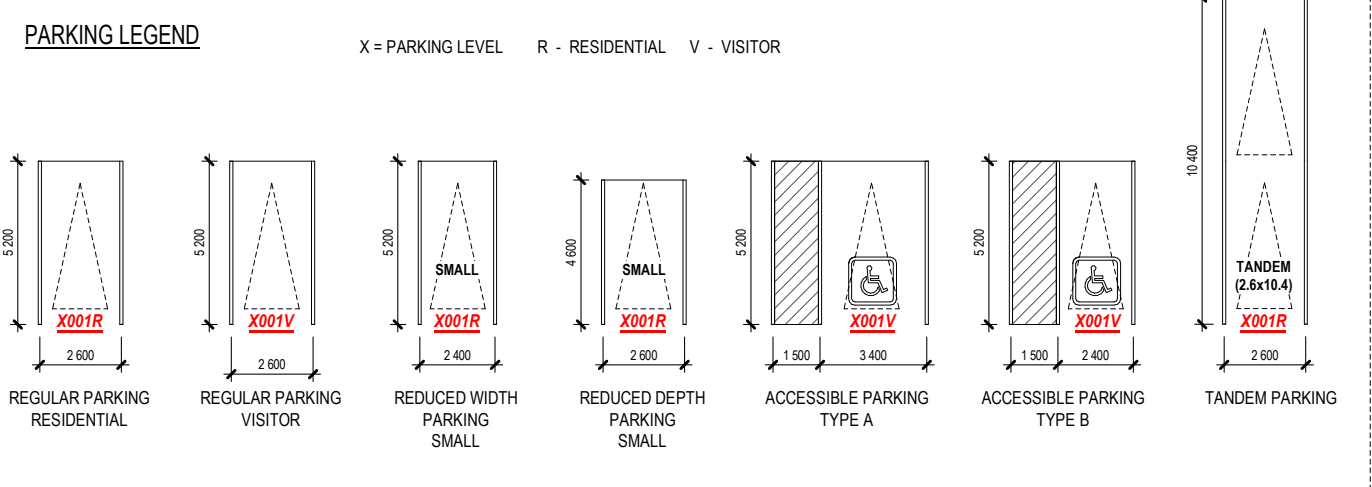 PARKING LEGEND
X = PARKING LEVEL R - RESIDENTIAL V - VISITOR
5 200
X001R
2 600
REGULAR PARKING
RESIDENTIAL
5 200
X001V
2 600
REGULAR PARKING
VISITOR
5 200
SMALL
X001R
2 400
REDUCED WIDTH
PARKING
SMALL
4 600
SMALL
X001R
2 600
REDUCED DEPTH
PARKING
SMALL
5 200
X001V
1 500
3 400
ACCESSIBLE PARKING
TYPE A
5 200
X001V
1 500
2 400
ACCESSIBLE PARKING
TYPE B
10 400
TANDEM
(2.6x10.4)
X001R
2 600
TANDEM PARKING